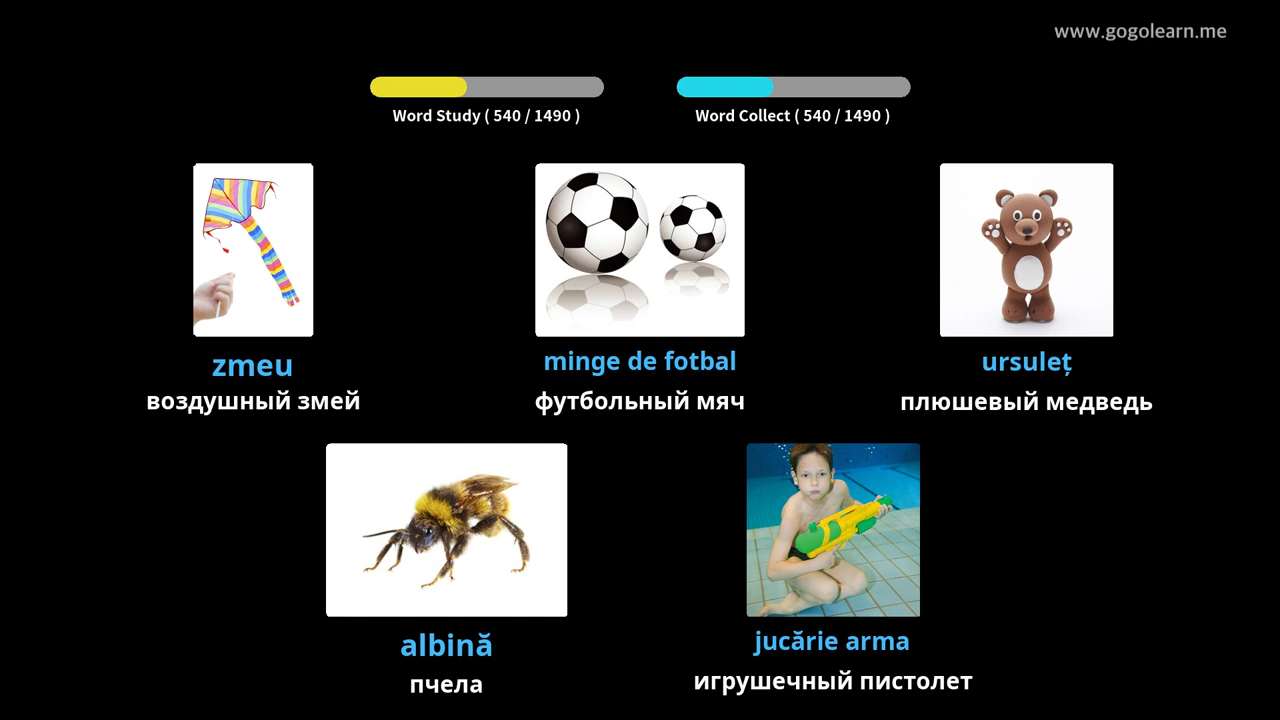 www.gogolearn.me
Word Study ( 540 / 1490 )
Word Collect ( 540 / 1490 )
zmeu
воздушный змей
minge de fotbal
футбольный мяч
ursuleț
плюшевый медведь
albină
пчела
jucărie arma
игрушечный пистолет